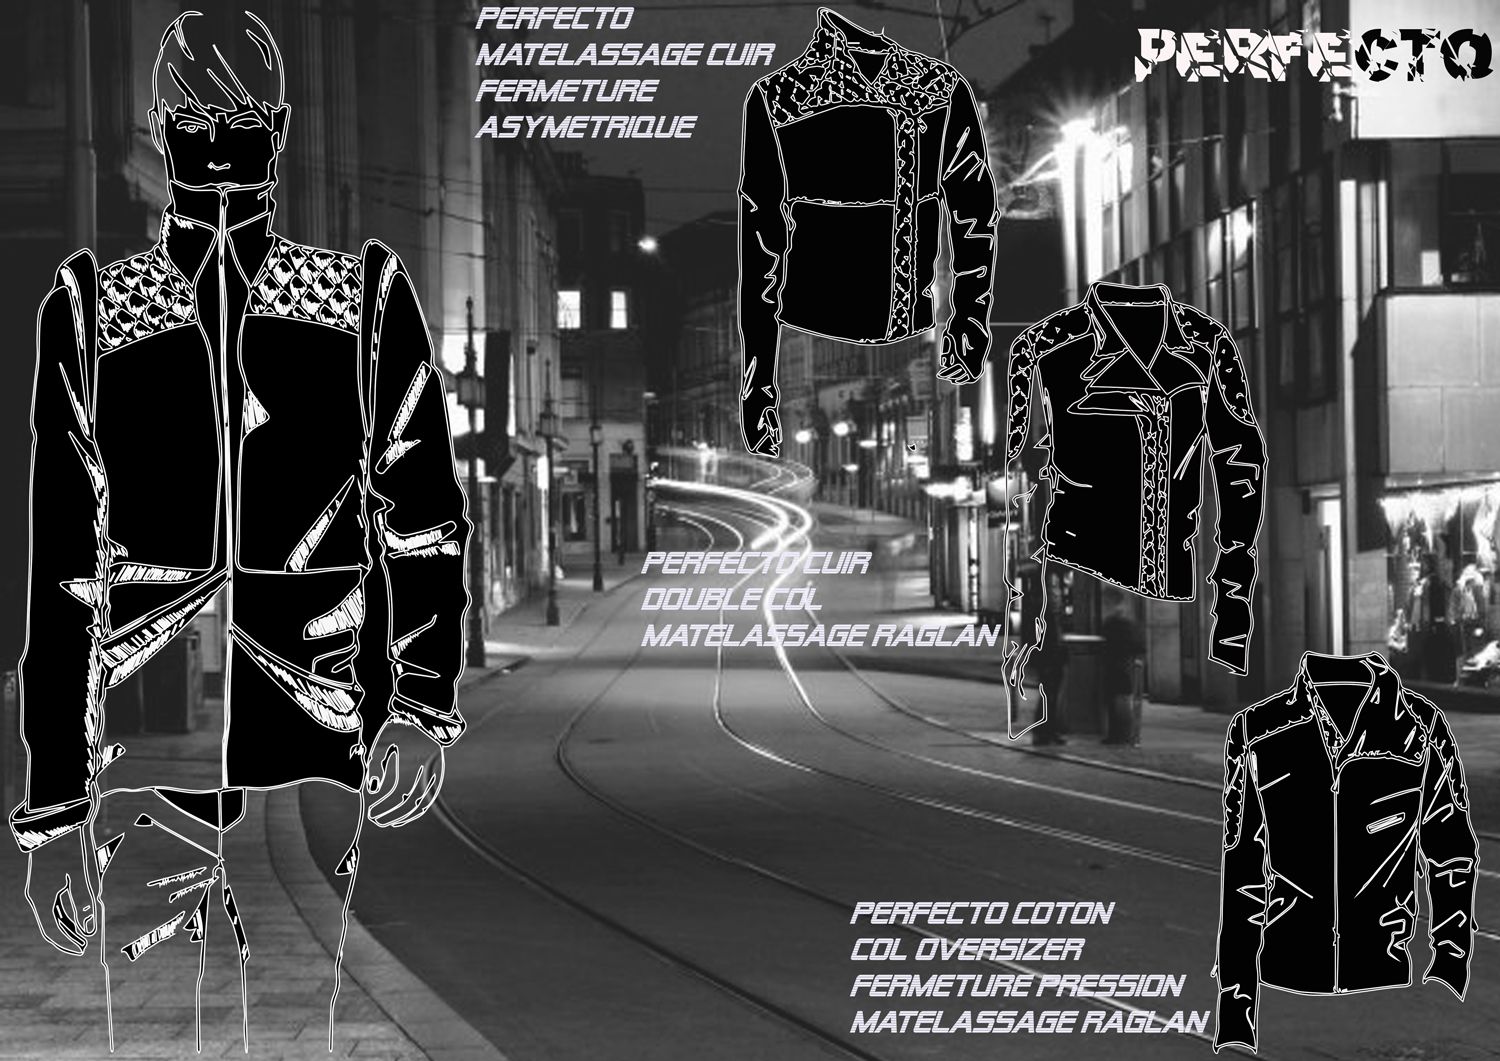 PERFECTO
MATELASSAGE CUIR
FERMETURE
ASYMETRIQUE
PERFECTO
PERFECTO CUIR
DOUBLE COL
MATELASSAGE RAGLAN
PERFECTO COTON
COL OVERSIZER
FERMETURE PRESSION
MATELASSAGE RAGLAN